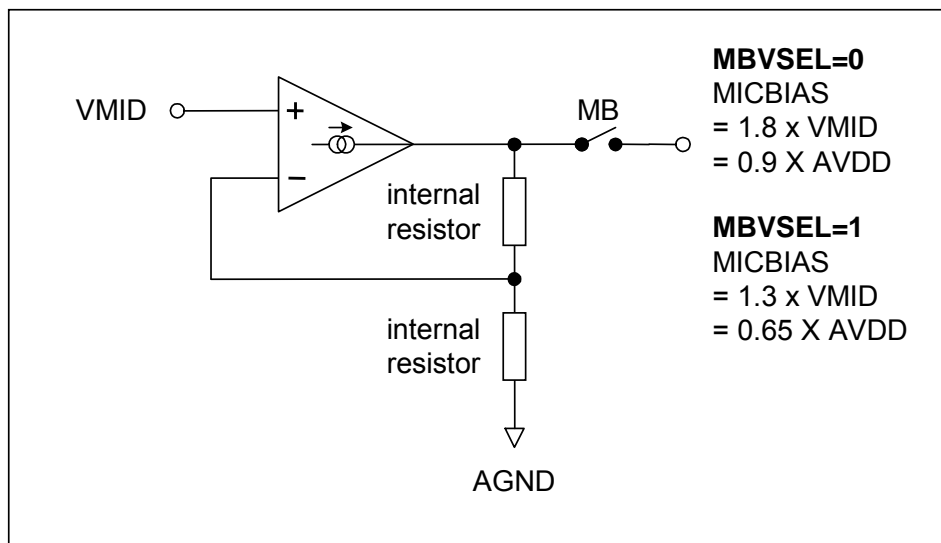 VMID
+
−
MB
internal
resistor
internal
resistor
AGND
MBVSEL=0
MICBIAS
= 1.8 x VMID
= 0.9 X AVDD
MBVSEL=1
MICBIAS
= 1.3 x VMID
= 0.65 X AVDD